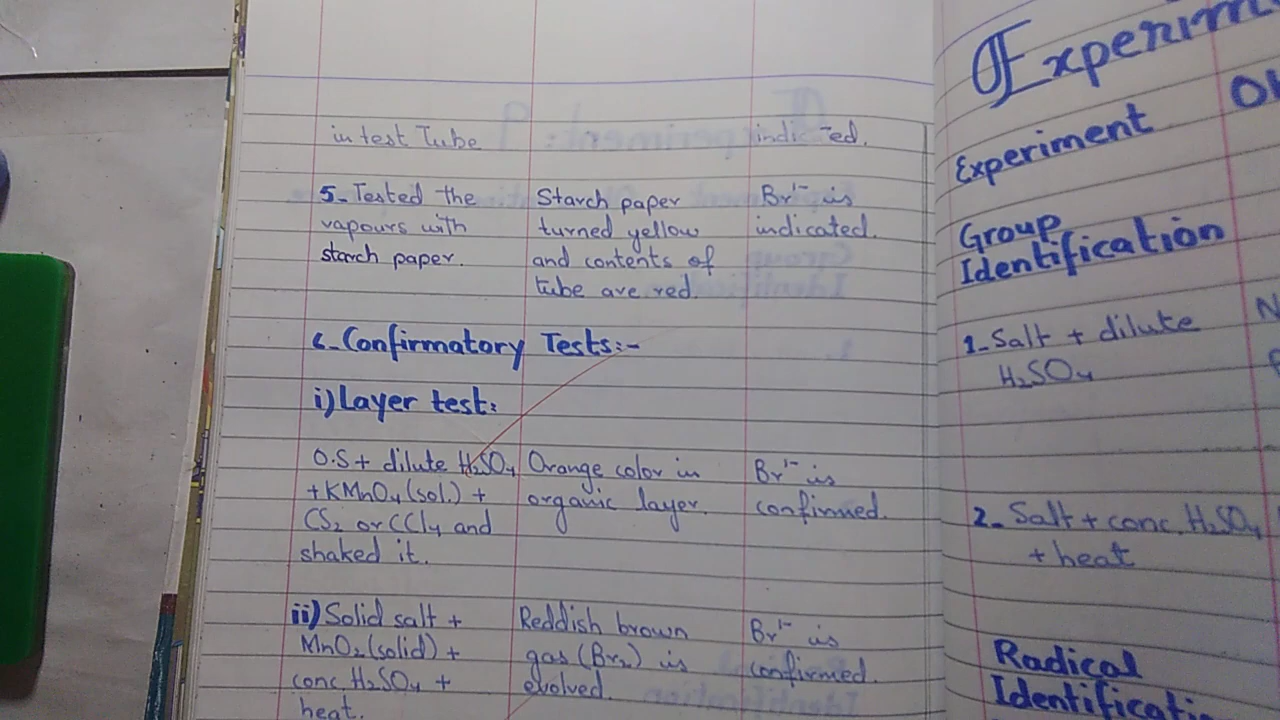 in test Tube indicated.
5- Tested the Starch paper Br¹⁻ is
vapours with turned yellow indicated.
starch paper. and contents of
tube are red.
6- Confirmatory Tests:-
i) Layer test:
O.S + dilute H₂SO₄ Orange color in Br¹⁻ is
+ KMnO₄ (sol.) + organic layer. confirmed.
CS₂ or CCl₄ and
shaked it.
ii) Solid salt + Reddish brown Br¹⁻ is
MnO₂ (solid) + gas (Br₂) is confirmed.
conc. H₂SO₄ + evolved.
heat.
Experiment
Group
Identification
1- Salt + dilute
H₂SO₄
2- Salt + conc. H₂SO₄
+ heat
Radical